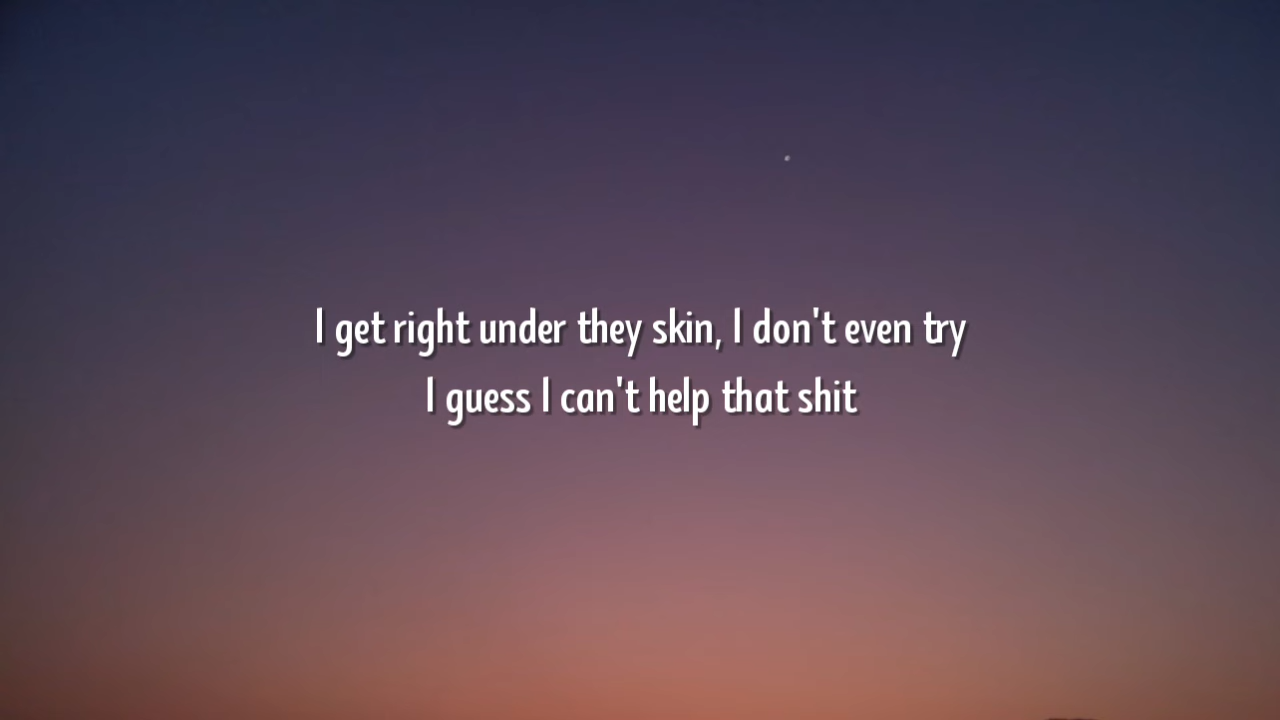 I get right under they skin, I don't even try
I guess I can't help that shit